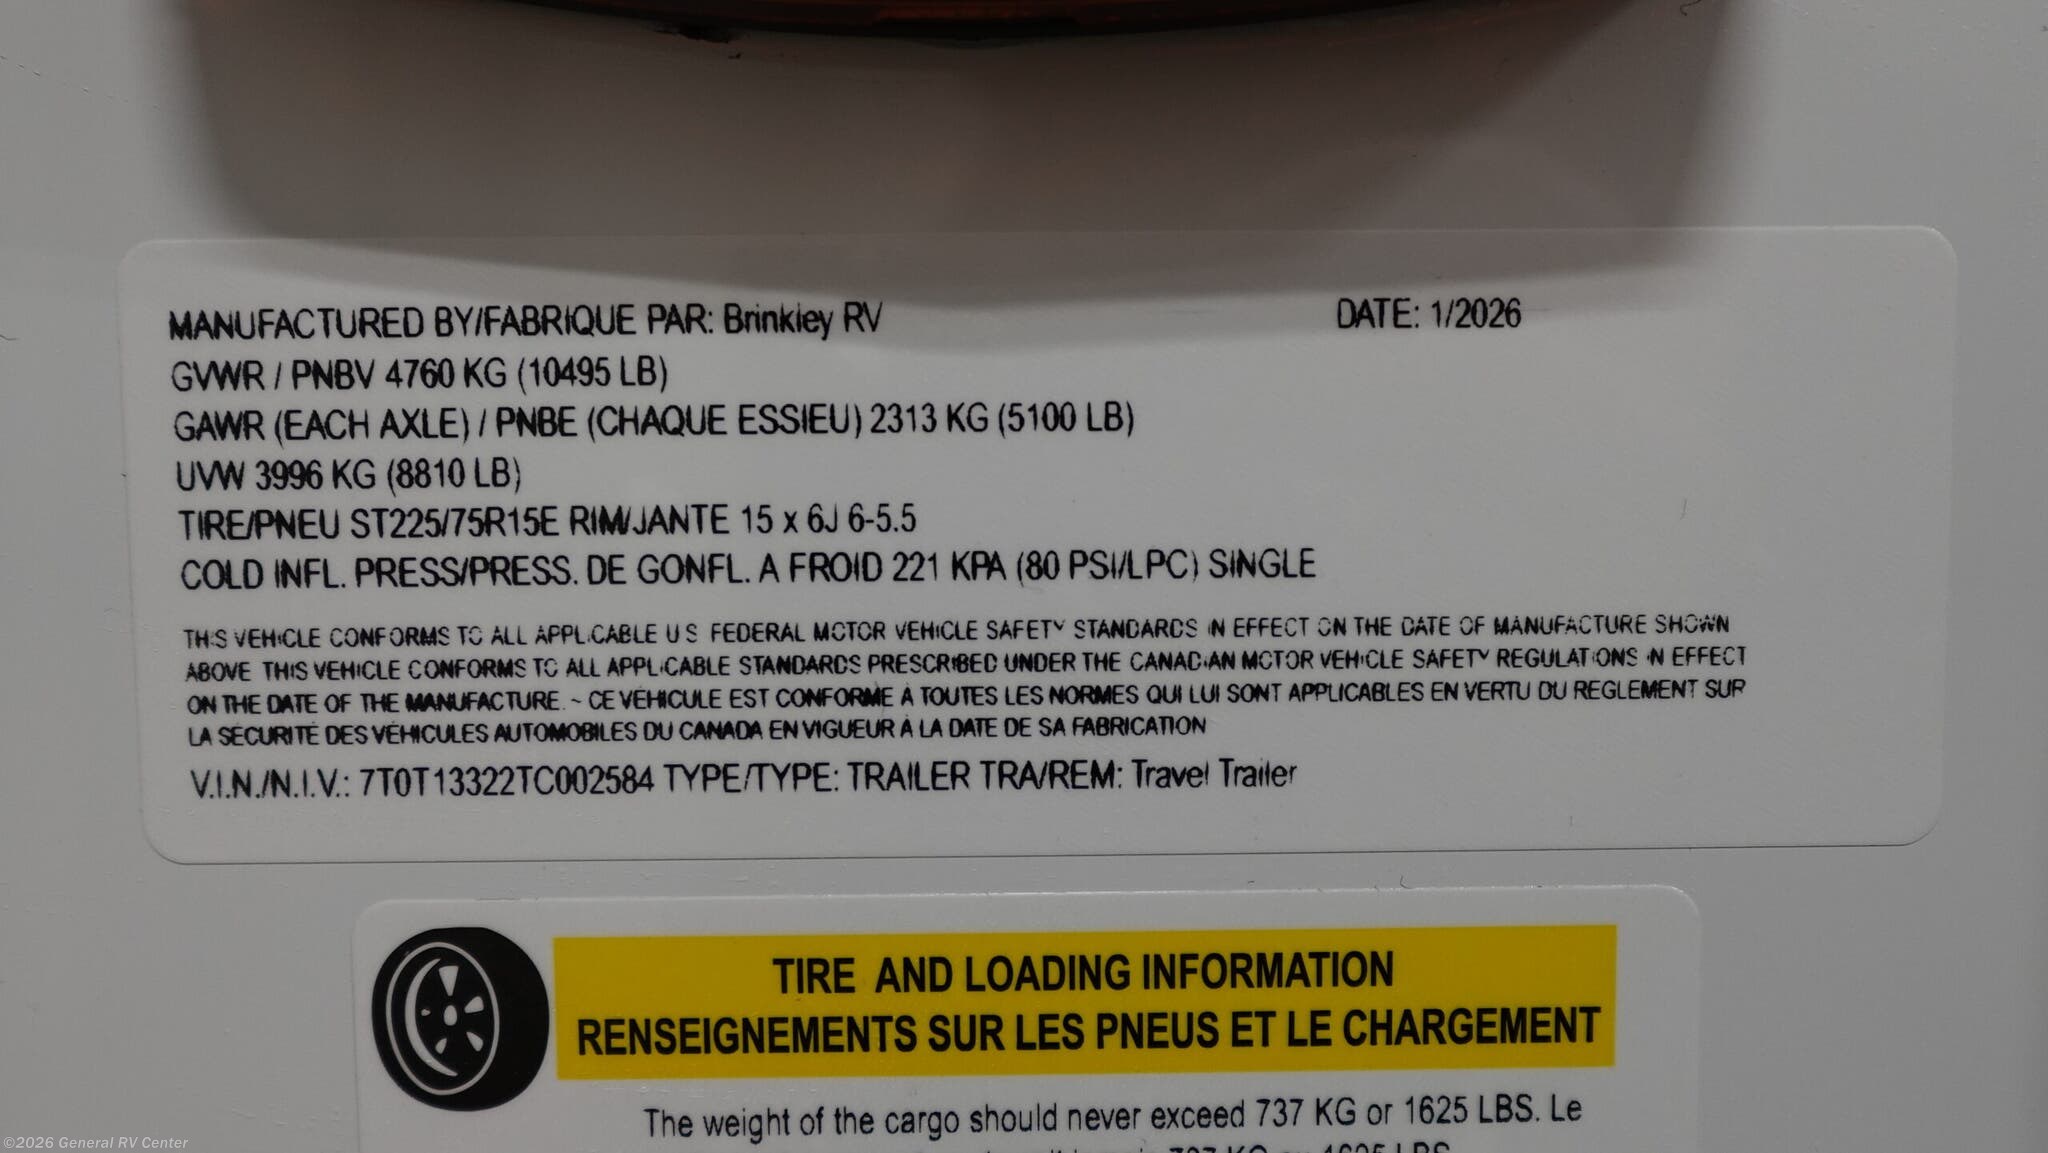 MANUFACTURED BY/FABRIQUE PAR: Brinkley RV DATE: 1/2026
GVWR / PNBV 4760 KG (10495 LB)
GAWR (EACH AXLE) / PNBE (CHAQUE ESSIEU) 2313 KG (5100 LB)
UVW 3996 KG (8810 LB)
TIRE/PNEU ST225/75R15E RIM/JANTE 15 x 6J 6-5.5
COLD INFL. PRESS/PRESS. DE GONFL. A FROID 221 KPA (80 PSI/LPC) SINGLE
THIS VEHICLE CONFORMS TO ALL APPLICABLE U S FEDERAL MOTOR VEHICLE SAFETY STANDARDS IN EFFECT ON THE DATE OF MANUFACTURE SHOWN
ABOVE THIS VEHICLE CONFORMS TO ALL APPLICABLE STANDARDS PRESCRIBED UNDER THE CANADIAN MOTOR VEHICLE SAFETY REGULATIONS IN EFFECT
ON THE DATE OF THE MANUFACTURE. ~ CE VÉHICULE EST CONFORME À TOUTES LES NORMES QUI LUI SONT APPLICABLES EN VERTU DU RÈGLEMENT SUR
LA SÉCURITÉ DES VÉHICULES AUTOMOBILES DU CANADA EN VIGUEUR À LA DATE DE SA FABRICATION
V.I.N./N.I.V.: 7T0T13322TC002584 TYPE/TYPE: TRAILER TRA/REM: Travel Trailer
TIRE AND LOADING INFORMATION
RENSEIGNEMENTS SUR LES PNEUS ET LE CHARGEMENT
The weight of the cargo should never exceed 737 KG or 1625 LBS. Le
©2026 General RV Center